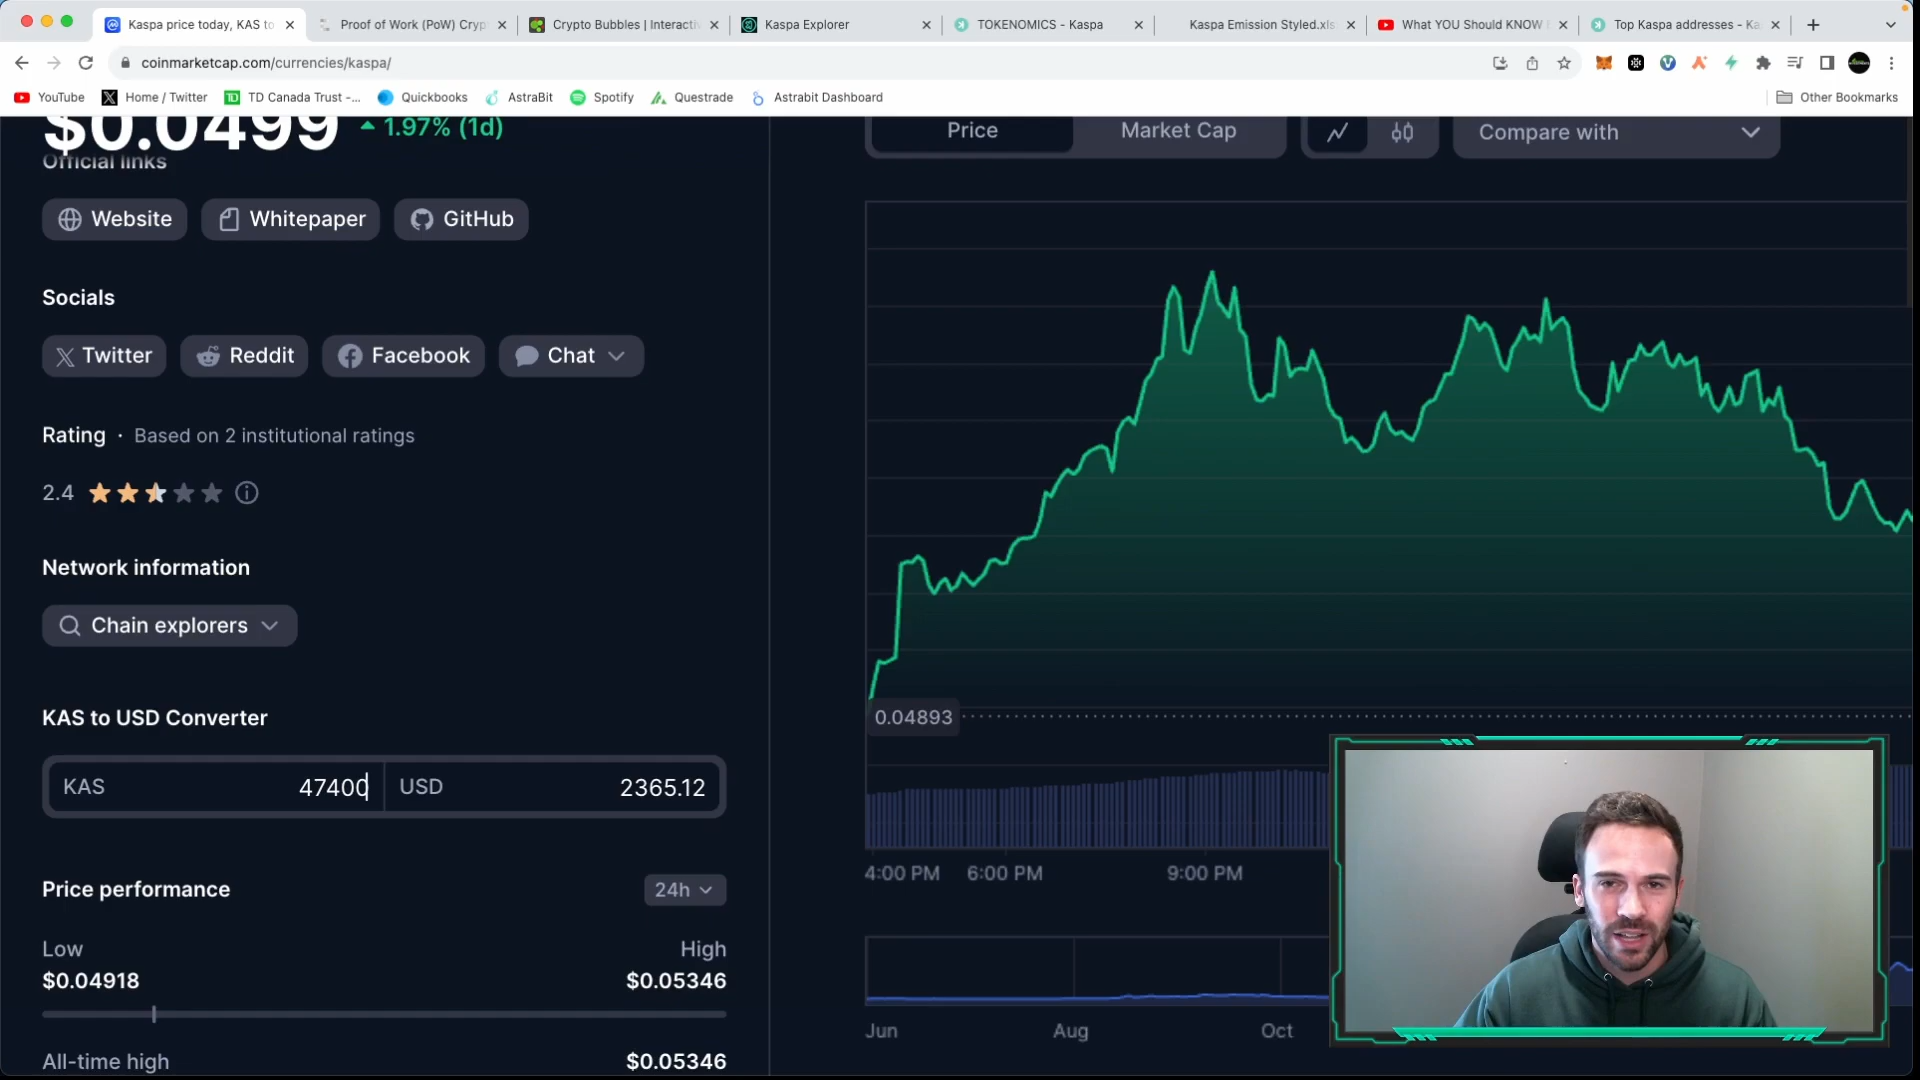 Kaspa price today, KAS to
Proof of Work (PoW) Cryp
Crypto Bubbles | Interacti
Kaspa Explorer
TOKENOMICS - Kaspa
Kaspa Emission Styled.xls
What YOU Should KNOW
Top Kaspa addresses - Ka
coinmarketcap.com/currencies/kaspa/
YouTube
Home / Twitter
TD Canada Trust -...
Quickbooks
AstraBit
Spotify
Questrade
Astrabit Dashboard
Other Bookmarks
$0.0499
1.97% (1d)
Price
Market Cap
Compare with
Official links
Website
Whitepaper
GitHub
Socials
Twitter
Reddit
Facebook
Chat
Rating · Based on 2 institutional ratings
2.4
Network information
Chain explorers
KAS to USD Converter
0.04893
KAS 47400 USD 2365.12
4:00 PM 6:00 PM 9:00 PM
Price performance
24h
Low High
$0.04918 $0.05346
Jun Aug Oct
All-time high $0.05346